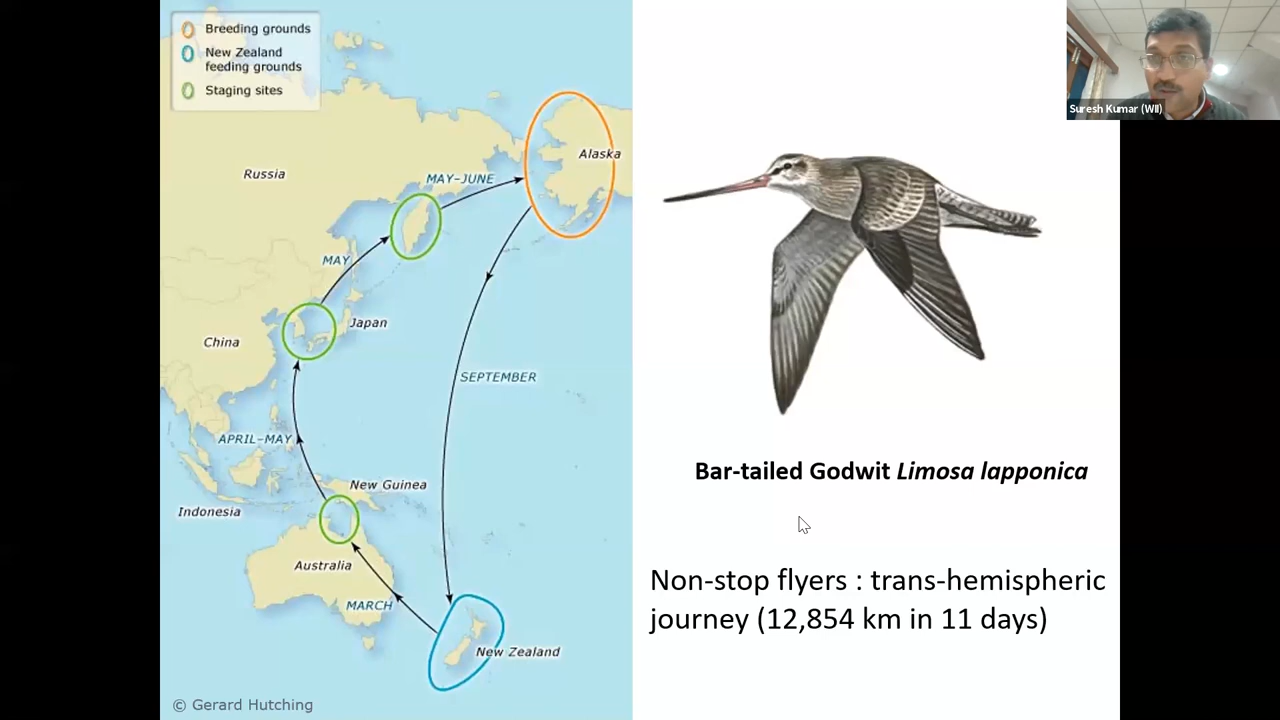 Breeding grounds
New Zealand
feeding grounds
Staging sites
Suresh Kumar (WII)
Alaska
Russia
MAY–JUNE
MAY
Japan
China
SEPTEMBER
APRIL–MAY
New Guinea
Indonesia
Australia
MARCH
New Zealand
© Gerard Hutching
Bar-tailed Godwit Limosa lapponica
Non-stop flyers : trans-hemispheric
journey (12,854 km in 11 days)